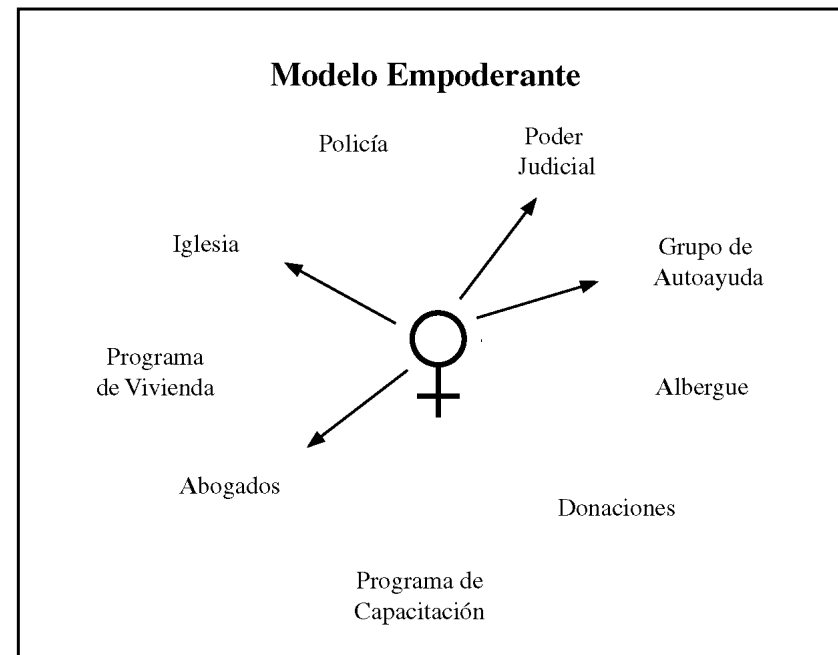 Modelo Empoderante
Policía
Poder
Judicial
Iglesia
Grupo de
Autoayuda
Programa
de Vivienda
Albergue
Abogados
Donaciones
Programa de
Capacitación